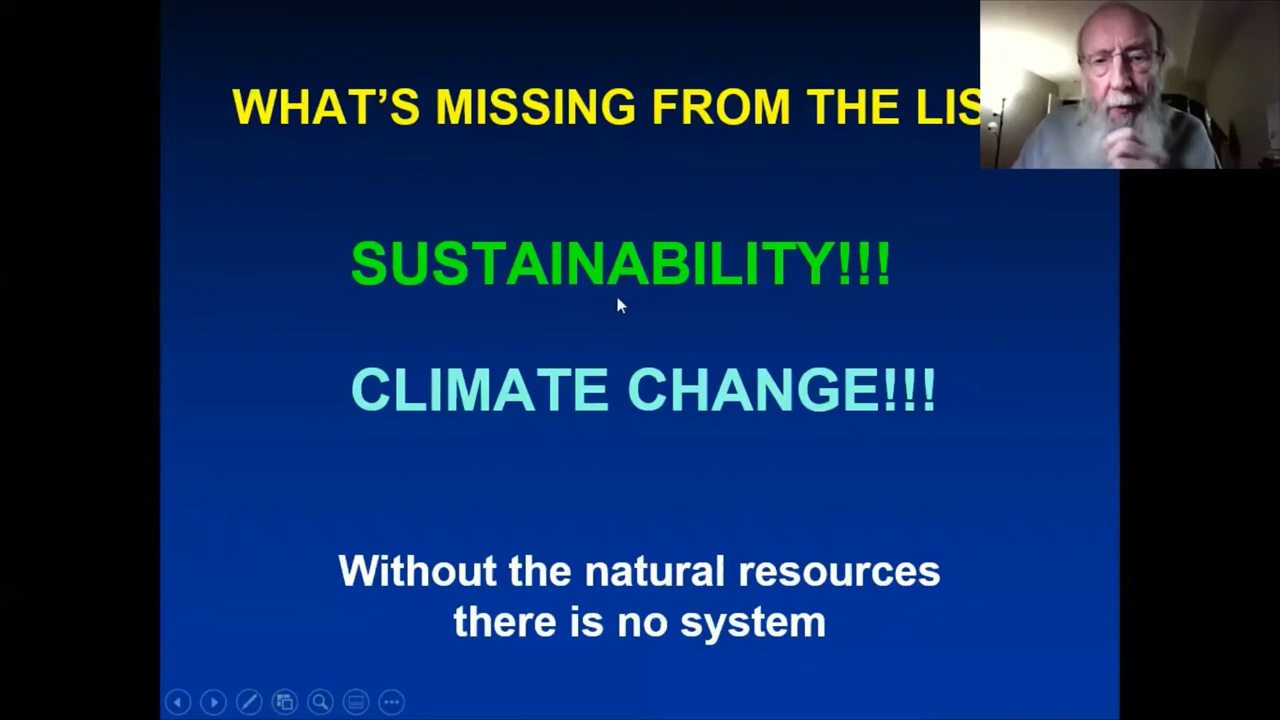 WHAT'S MISSING FROM THE LIS
SUSTAINABILITY!!!
CLIMATE CHANGE!!!
Without the natural resources
there is no system